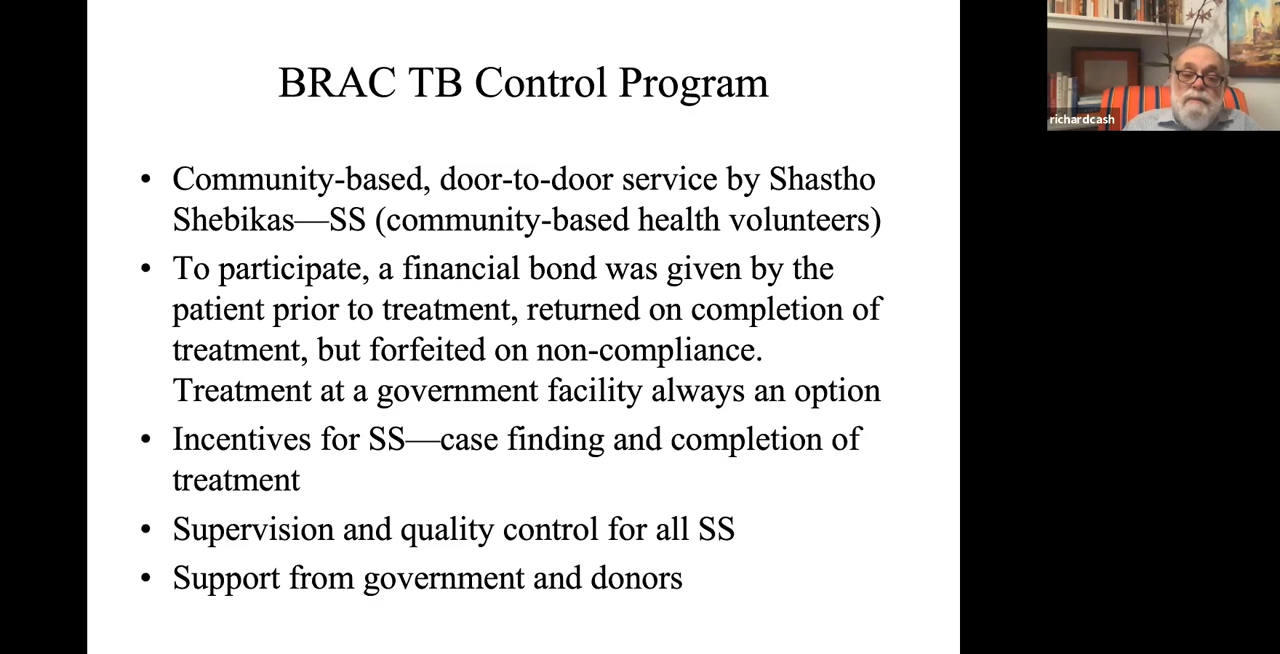 BRAC TB Control Program
• Community-based, door-to-door service by Shastho
Shebikas—SS (community-based health volunteers)
• To participate, a financial bond was given by the
patient prior to treatment, returned on completion of
treatment, but forfeited on non-compliance.
Treatment at a government facility always an option
• Incentives for SS—case finding and completion of
treatment
• Supervision and quality control for all SS
• Support from government and donors
richardcash